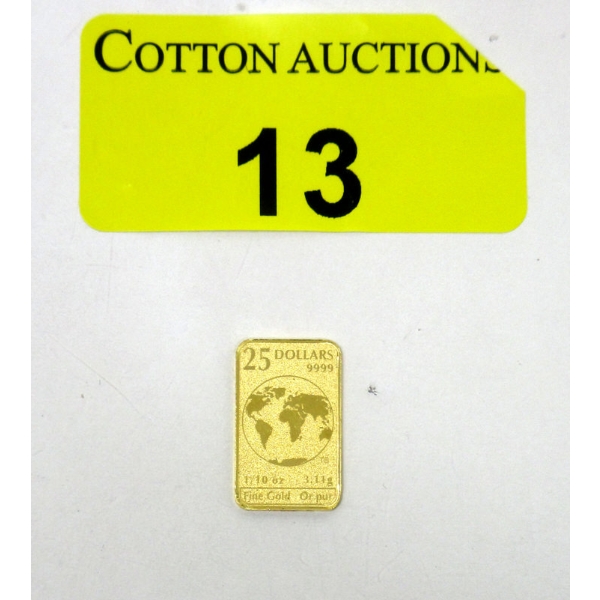 COTTON AUCTIONS
13
25 DOLLARS
9999
1/10 oz 3.11g
Fine Gold Or pur